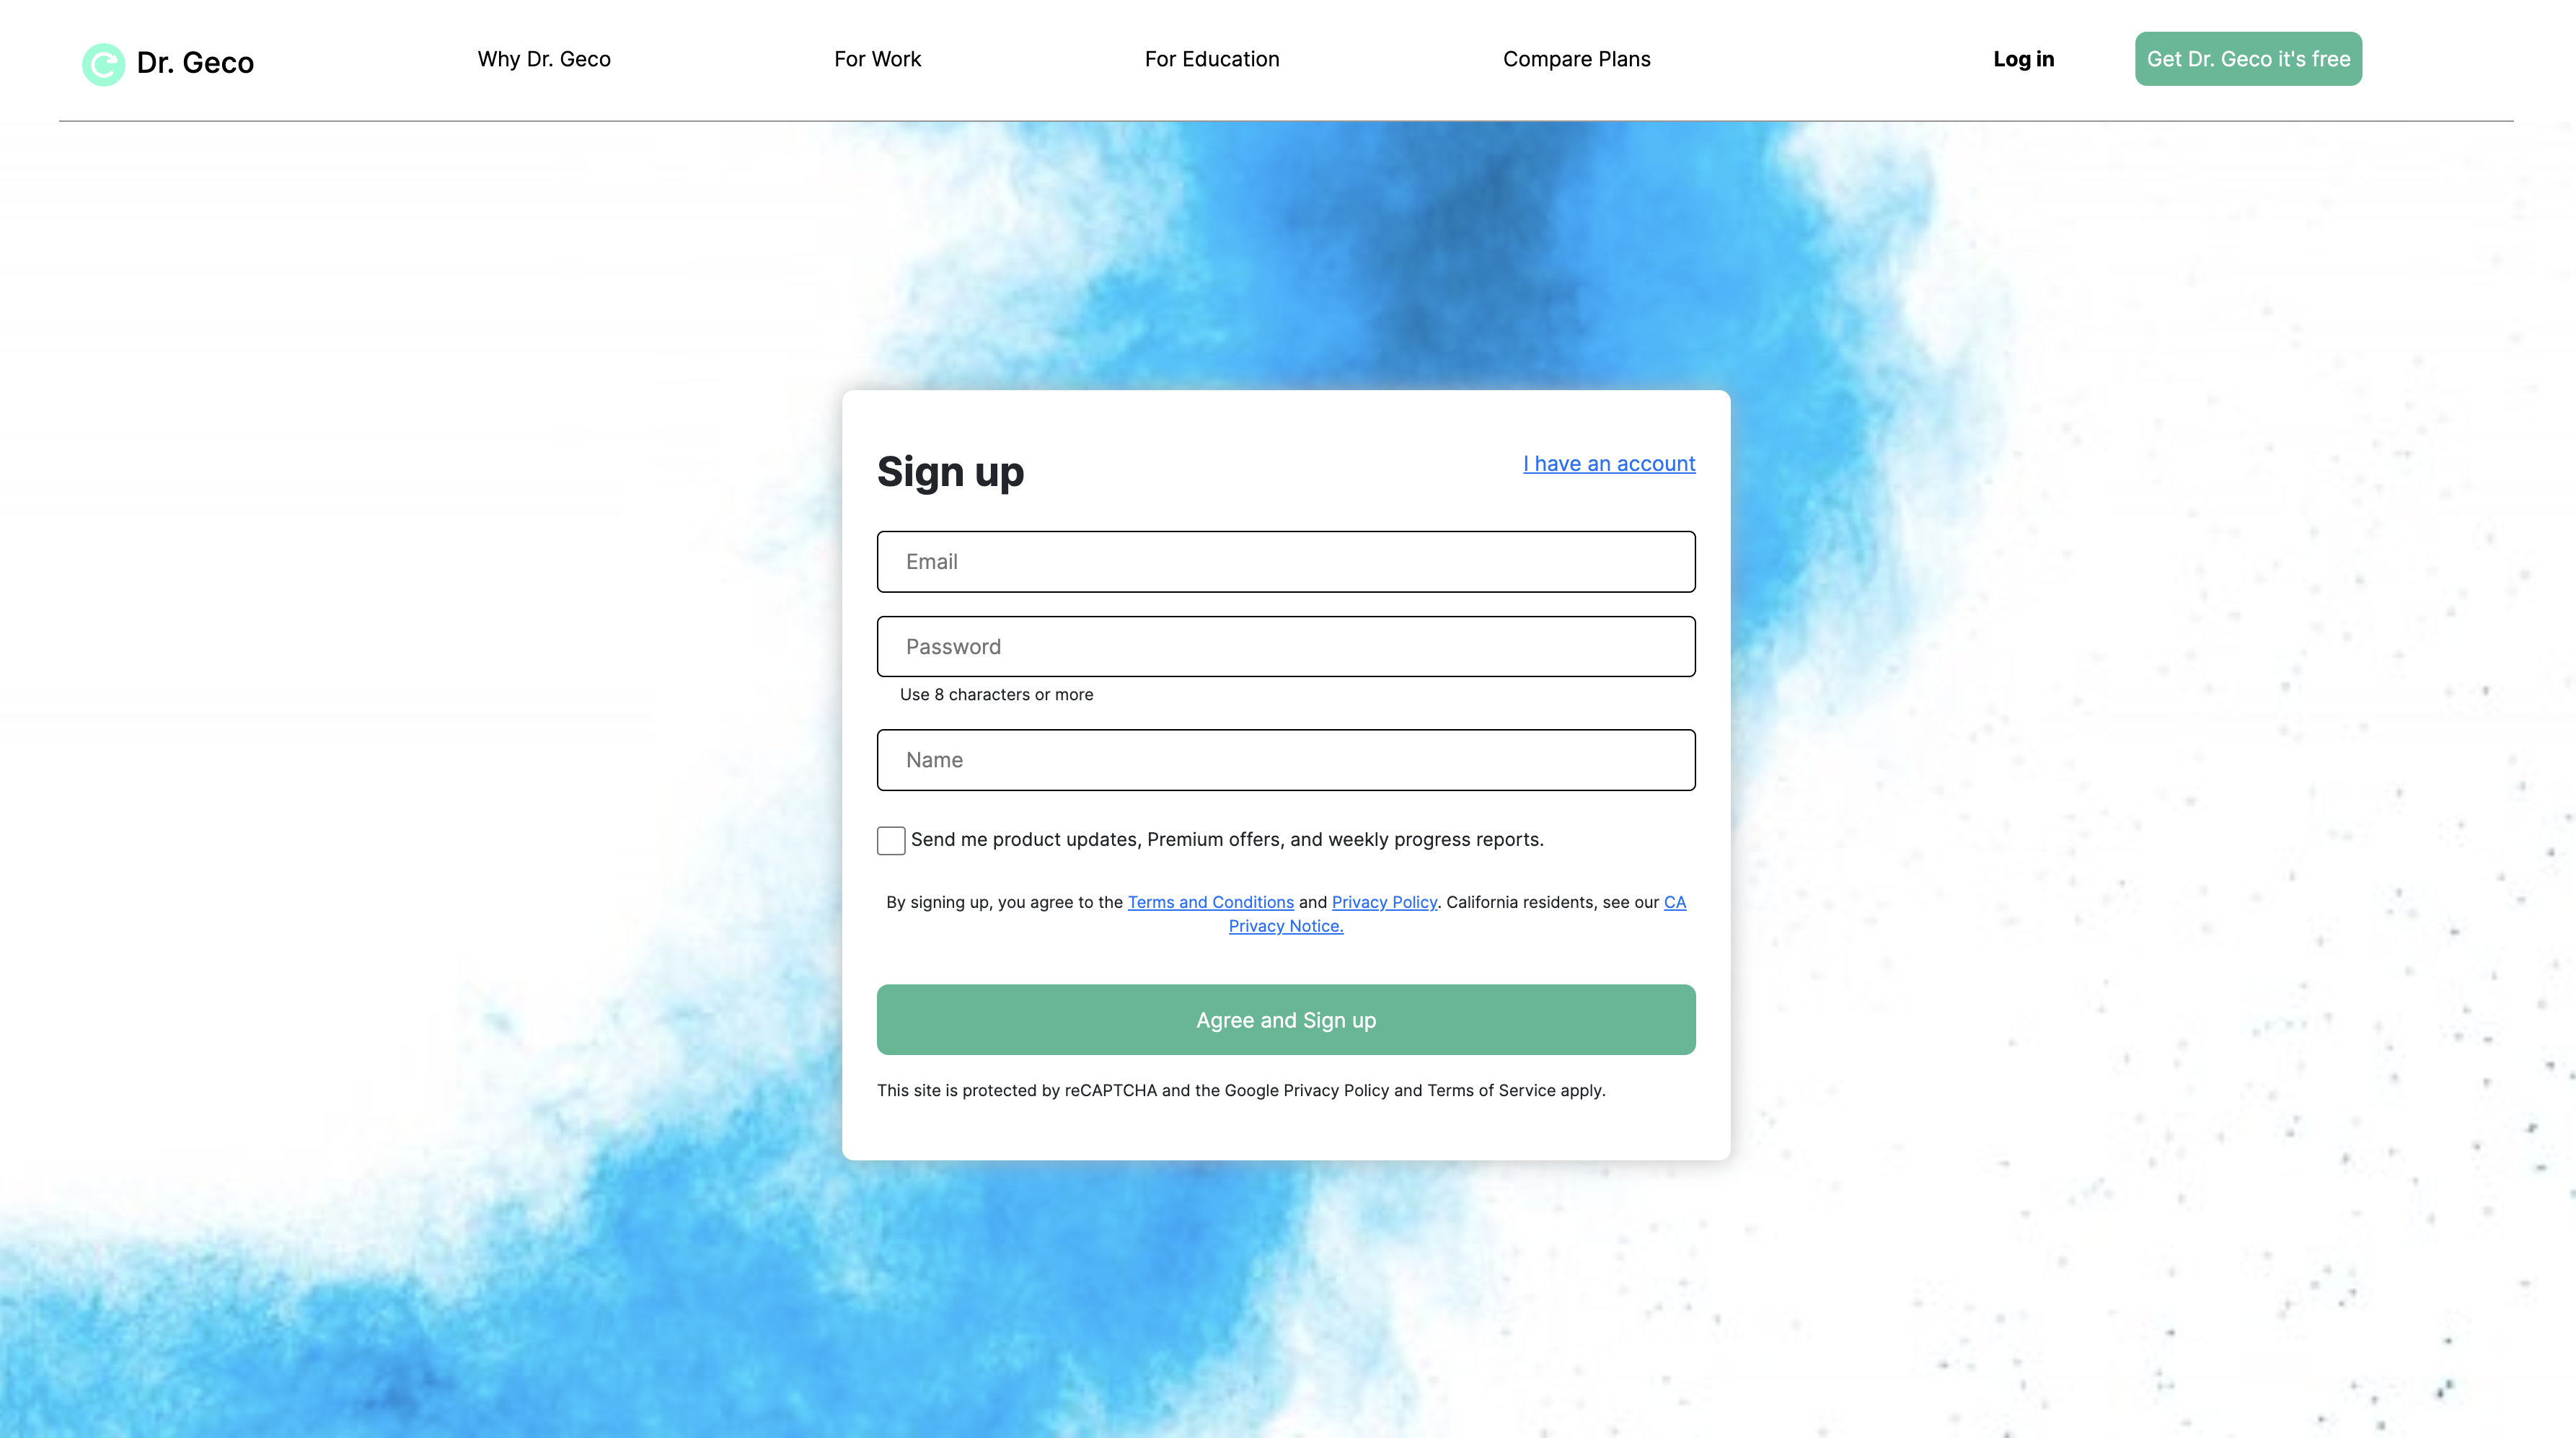 Dr. Geco
Why Dr. Geco
For Work
For Education
Compare Plans
Log in
Get Dr. Geco it's free
Sign up
I have an account
Email
Password
Use 8 characters or more
Name
Send me product updates, Premium offers, and weekly progress reports.
By signing up, you agree to the Terms and Conditions and Privacy Policy. California residents, see our CA
Privacy Notice.
Agree and Sign up
This site is protected by reCAPTCHA and the Google Privacy Policy and Terms of Service apply.